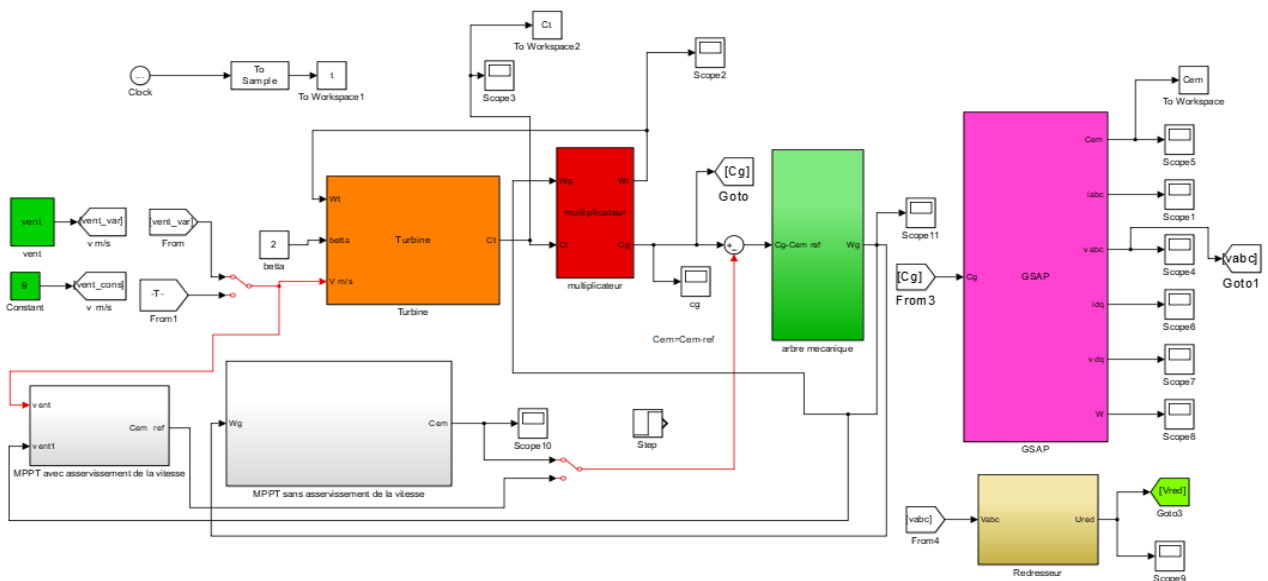 Clock
To
Sample
t
To Workspace1
Ct
To Workspace2
Scope3
Scope2
vent
vent
[vent_var]
v m/s
9
Constant
[vent_cons]
v m/s
[vent_var]
From
-T-
From1
2
betta
Wt
betta
V m/s
Turbine
Ct
Turbine
Wg
Ct
multiplicateur
Wt
Cg
multiplicateur
[Cg]
Goto
cg
+
-
Cem=Cem-ref
Cg-Cem ref
Wg
arbre mecanique
Scope11
[Cg]
From3
Cg
GSAP
Cem
iabc
v abc
idq
v dq
W
GSAP
Cem
To Workspace
Scope5
Scope1
Scope4
[vabc]
Goto1
Scope6
Scope7
Scope8
vent
vent1
Cem ref
MPPT avec asservissement de la vitesse
Wg
Cem
MPPT sans asservissement de la vitesse
Scope10
Step
[vabc]
From4
Vabc
Ured
Redresseur
[Vred]
Goto3
Scope9